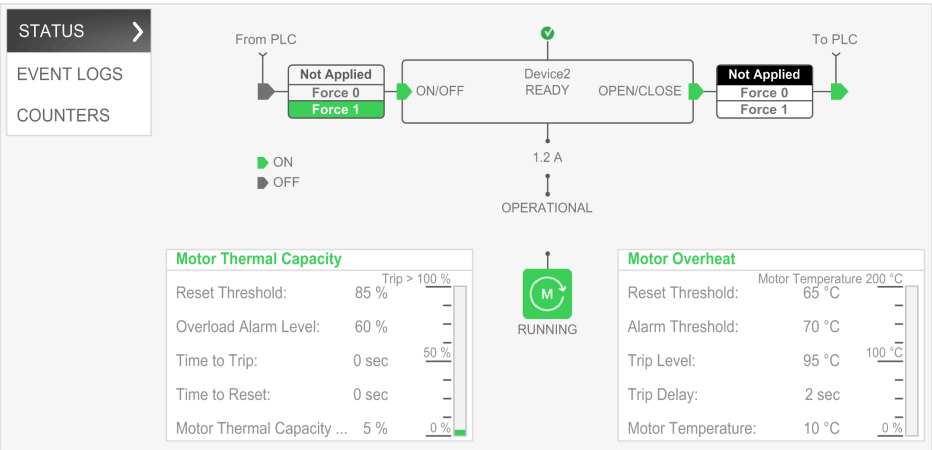 STATUS
EVENT LOGS
COUNTERS
From PLC
To PLC
Not Applied
Force 0
Force 1
ON/OFF
Device2
READY
OPEN/CLOSE
Not Applied
Force 0
Force 1
ON
OFF
1.2 A
OPERATIONAL
M
RUNNING
Motor Thermal Capacity
Trip > 100 %
Reset Threshold: 85 %
Overload Alarm Level: 60 %
Time to Trip: 0 sec 50 %
Time to Reset: 0 sec
Motor Thermal Capacity ... 5 % 0 %
Motor Overheat
Motor Temperature 200 °C
Reset Threshold: 65 °C
Alarm Threshold: 70 °C
Trip Level: 95 °C 100 °C
Trip Delay: 2 sec
Motor Temperature: 10 °C 0 %